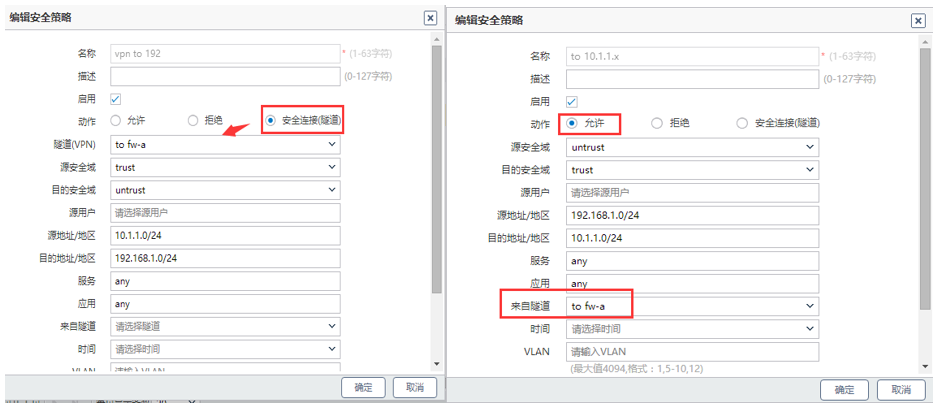 编辑安全策略
名称 vpn to 192 * (1-63字符)
描述 (0-127字符)
启用
动作 允许 拒绝 安全连接(隧道)
隧道(VPN) to fw-a
源安全域 trust
目的安全域 untrust
源用户 请选择源用户
源地址/地区 10.1.1.0/24
目的地址/地区 192.168.1.0/24
服务 any
应用 any
来自隧道 请选择隧道
时间 请选择时间
VLAN 请输入VLAN
确定 取消
编辑安全策略
名称 to 10.1.1.x * (1-63字符)
描述 (0-127字符)
启用
动作 允许 拒绝 安全连接(隧道)
源安全域 untrust
目的安全域 trust
源用户 请选择源用户
源地址/地区 192.168.1.0/24
目的地址/地区 10.1.1.0/24
服务 any
应用 any
来自隧道 to fw-a
时间 请选择时间
VLAN 请输入VLAN
(最大值4094,格式：1,5-10,12)
确定 取消